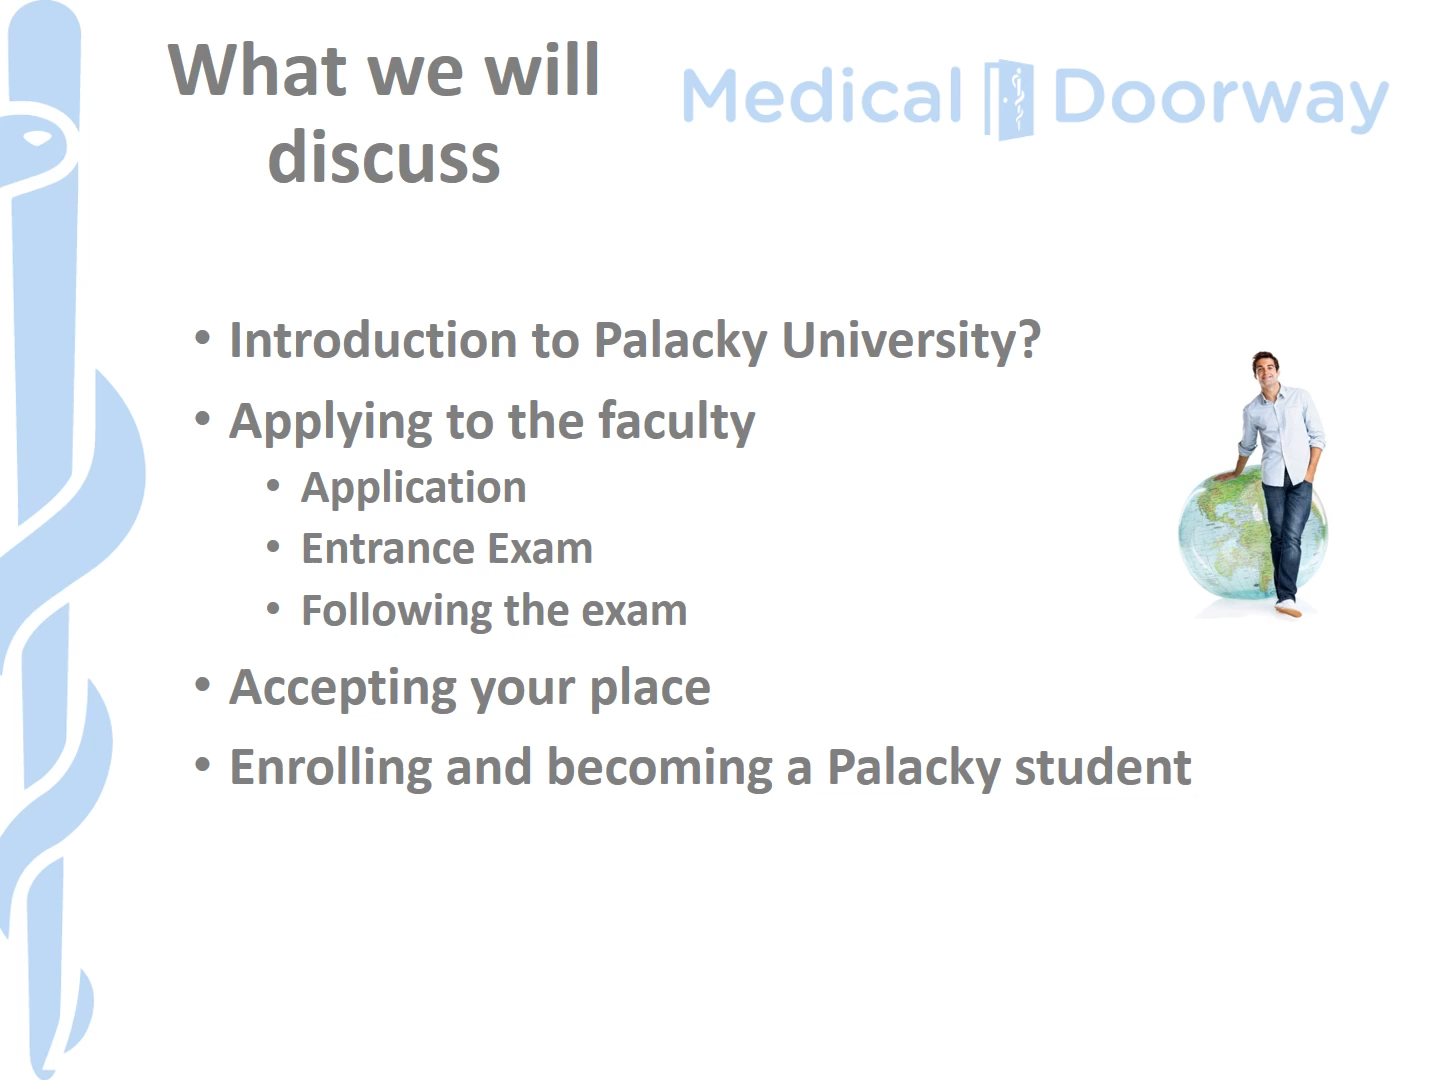 What we will
discuss
Medical Doorway
• Introduction to Palacky University?
• Applying to the faculty
• Application
• Entrance Exam
• Following the exam
• Accepting your place
• Enrolling and becoming a Palacky student